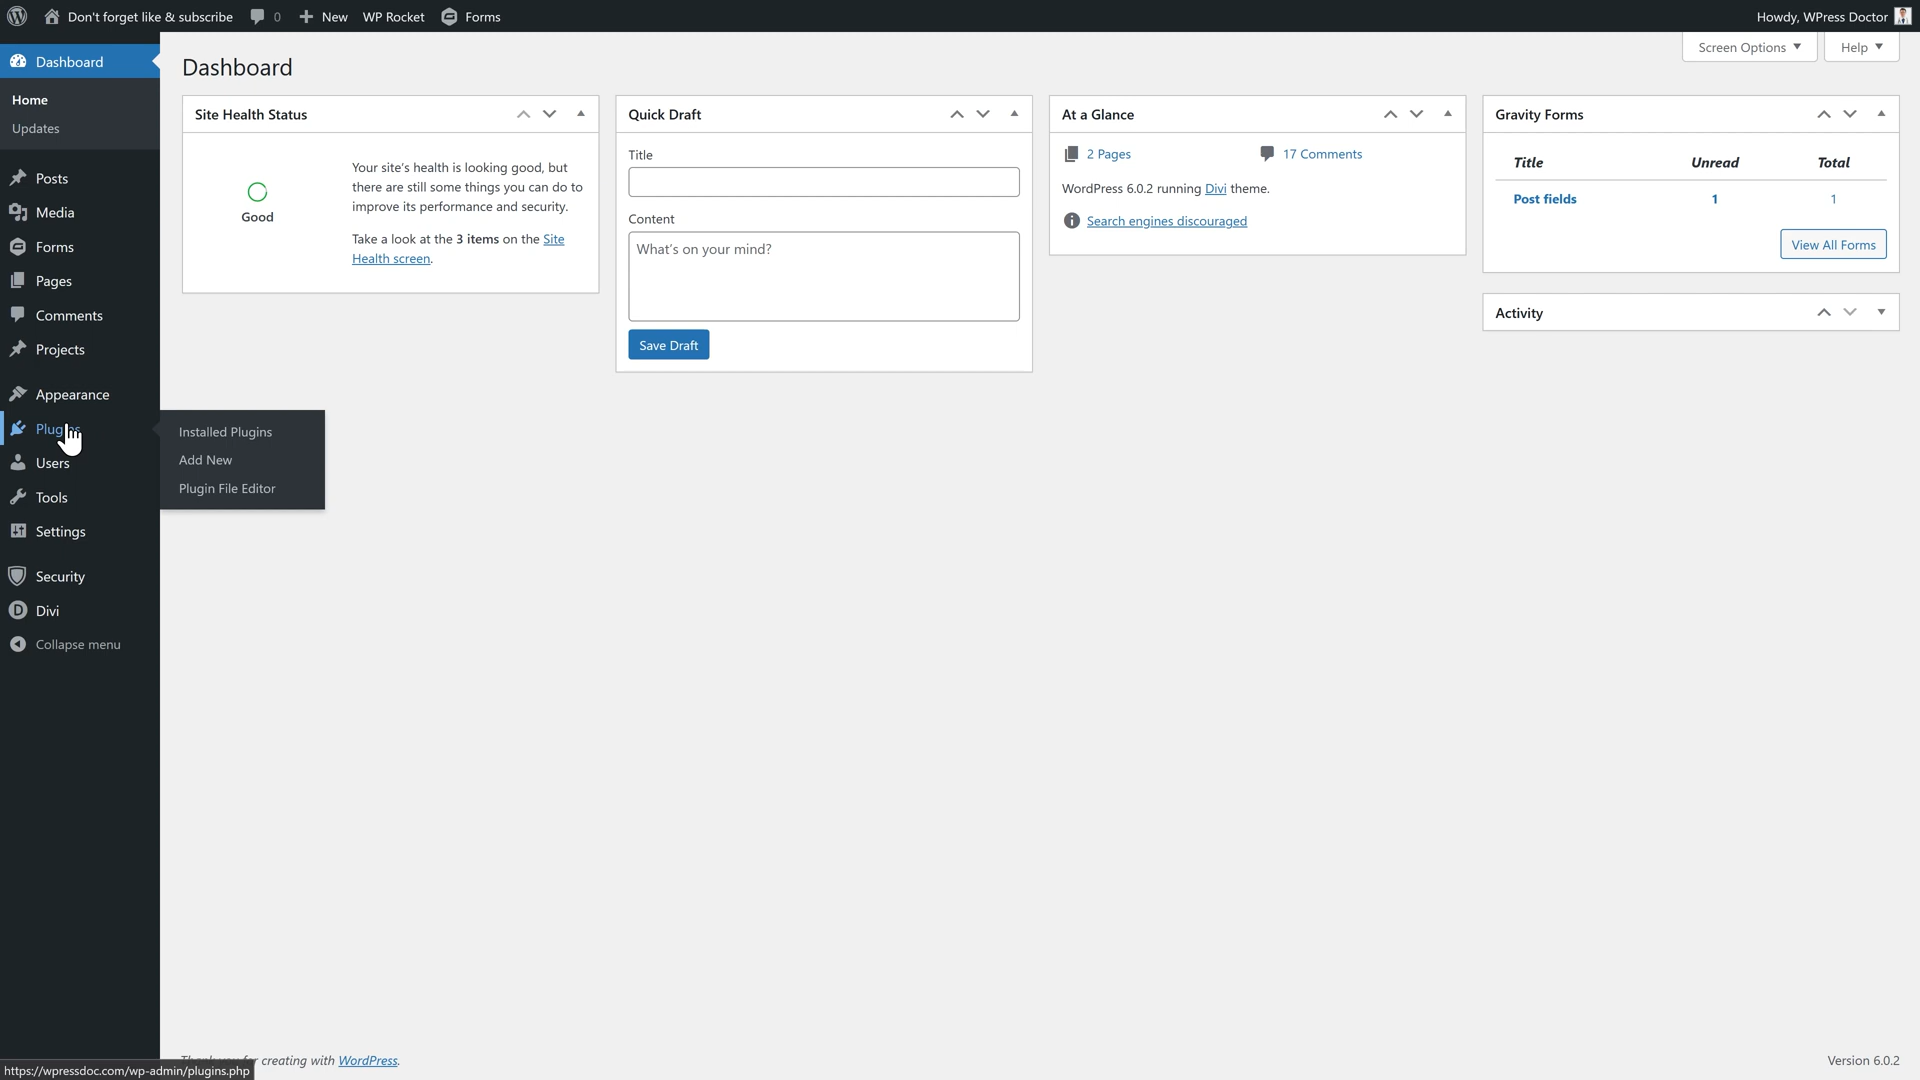 Don't forget like & subscribe 0 New WP Rocket Forms Howdy, WPress Doctor
Screen Options Help
Dashboard
Home
Updates
Posts
Media
Forms
Pages
Comments
Projects
Appearance
Plugins
Users
Tools
Settings
Security
Divi
Collapse menu
Installed Plugins
Add New
Plugin File Editor
Dashboard
Site Health Status
Good
Your site's health is looking good, but
there are still some things you can do to
improve its performance and security.
Take a look at the 3 items on the Site
Health screen.
Quick Draft
Title
Content
What's on your mind?
Save Draft
At a Glance
2 Pages 17 Comments
WordPress 6.0.2 running Divi theme.
Search engines discouraged
Gravity Forms
Title Unread Total
Post fields 1 1
View All Forms
Activity
Thank you for creating with WordPress.
Version 6.0.2
https://wpressdoc.com/wp-admin/plugins.php